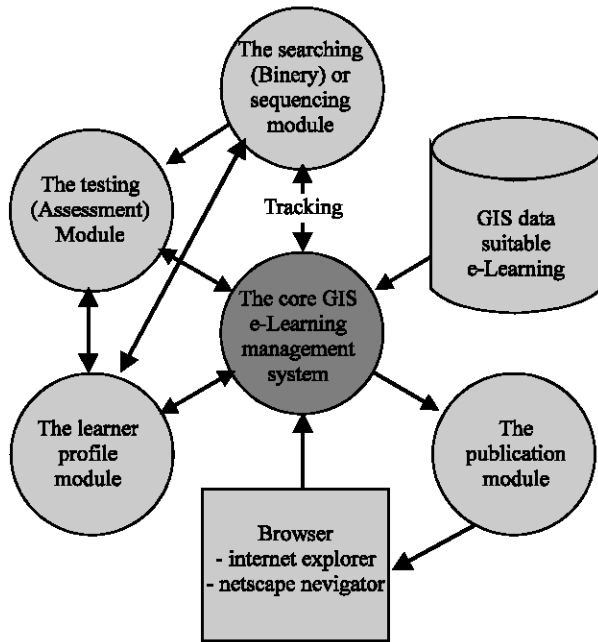 The searching
(Binery) or
sequencing
module
The testing
(Assessment)
Module
Tracking
GIS data
suitable
e-Learning
The core GIS
e-Learning
management
system
The learner
profile
module
The
publication
module
Browser
- internet explorer
- netscape nevigator